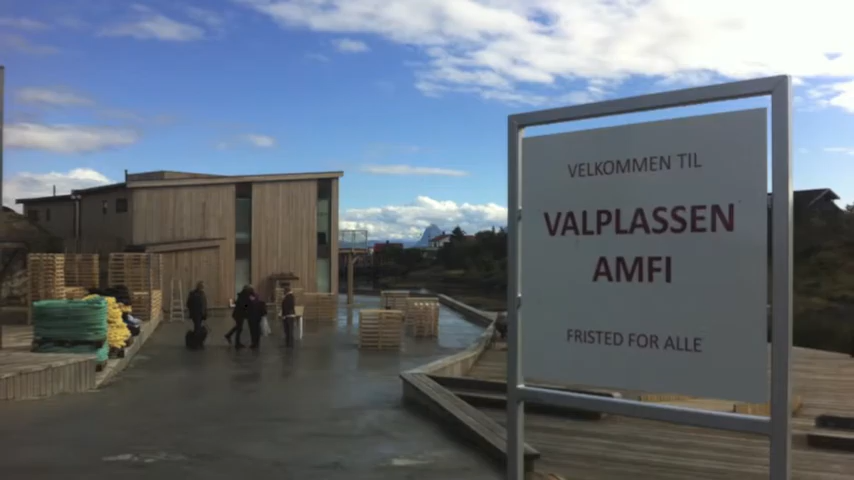 VELKOMMEN TIL
VALPLASSEN
AMFI
FRISTED FOR ALLE